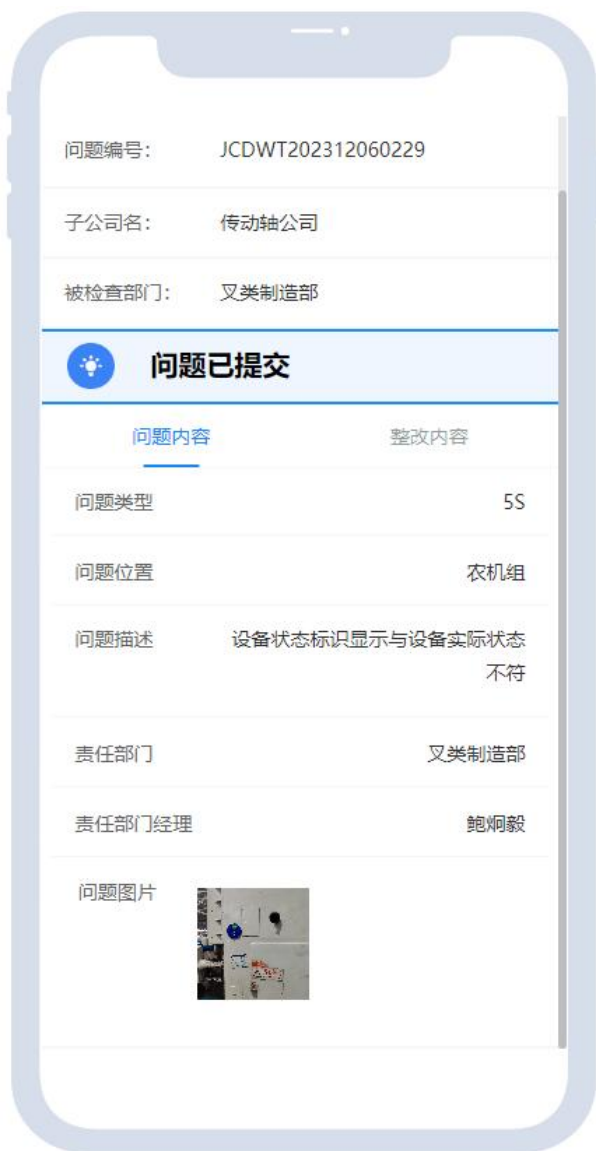 问题编号： JCDWT202312060229
子公司名： 传动轴公司
被检查部门： 叉类制造部
问题已提交
问题内容 整改内容
问题类型 5S
问题位置 农机组
问题描述 设备状态标识显示与设备实际状态
不符
责任部门 叉类制造部
责任部门经理 鲍炯毅
问题图片